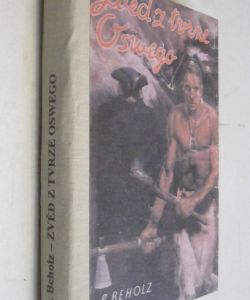 Zvěd z tvrze
Oswego
P. BEHOLZ
Beholz – ZVĚD Z TVRZE OSWEGO